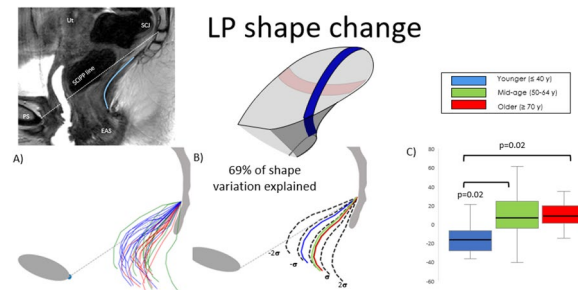 LP shape change
Ut
SCI
SCIPP line
PS
EAS
Younger (≤ 40 y)
Mid-age (50-64 y)
Older (≥ 70 y)
A)
B)
69% of shape
variation explained
-2σ
-σ
σ
2σ
C)
p=0.02
p=0.02
80
60
40
20
0
-20
-40
-60